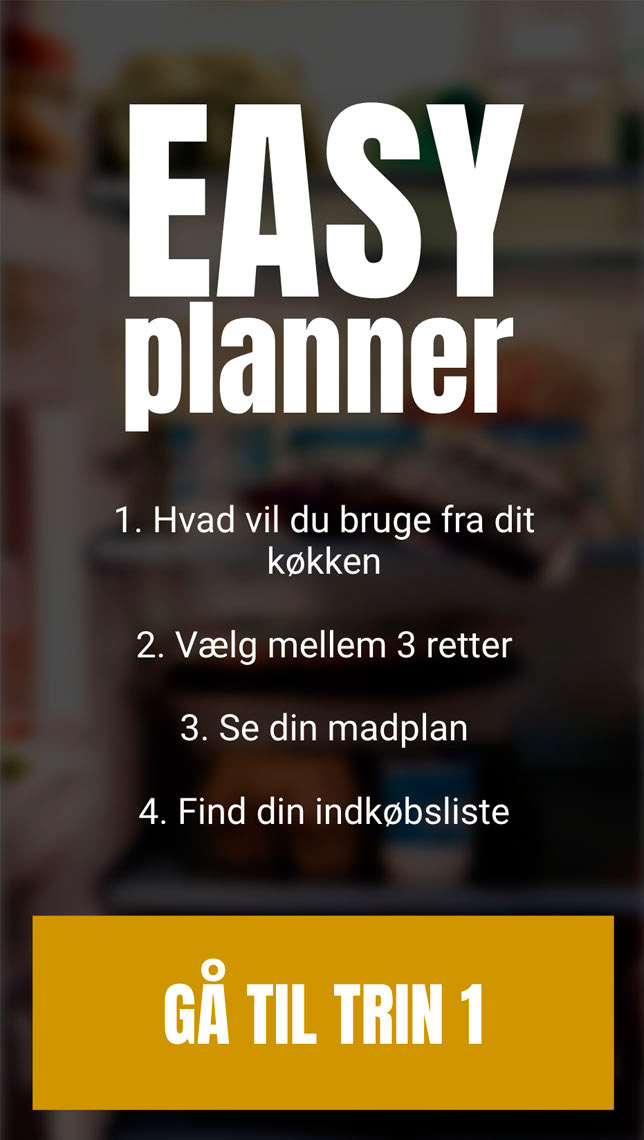 EASY
planner
1. Hvad vil du bruge fra dit
køkken
2. Vælg mellem 3 retter
3. Se din madplan
4. Find din indkøbsliste
GÅ TIL TRIN 1